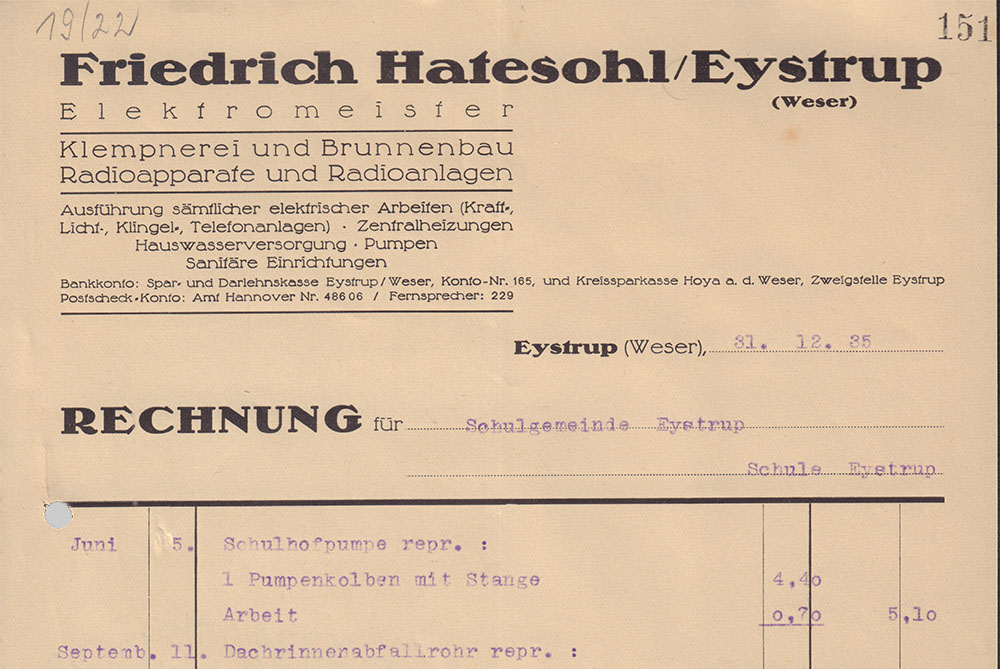 19/22
151
Friedrich Hatesohl/Eystrup
(Weser)
Elektromeister
Klempnerei und Brunnenbau
Radioapparate und Radioanlagen
Ausführung sämtlicher elektrischer Arbeiten (Kraft-,
Licht-, Klingel-, Telefonanlagen) · Zentralheizungen
Hauswasserversorgung · Pumpen
Sanitäre Einrichtungen
Bankkonto: Spar- und Darlehnskasse Eystrup/Weser, Konto-Nr. 165, und Kreissparkasse Hoya a. d. Weser, Zweigstelle Eystrup
Postscheck-Konto: Amt Hannover Nr. 48606 / Fernsprecher: 229
Eystrup (Weser), 31. 12. 35
RECHNUNG für Schulgemeinde Eystrup
Schule Eystrup
Juni 5. Schulhofpumpe repr. :
1 Pumpenkolben mit Stange 4,40
Arbeit 0,70 5,10
Septemb. 11. Dachrinnenabfallrohr repr. :